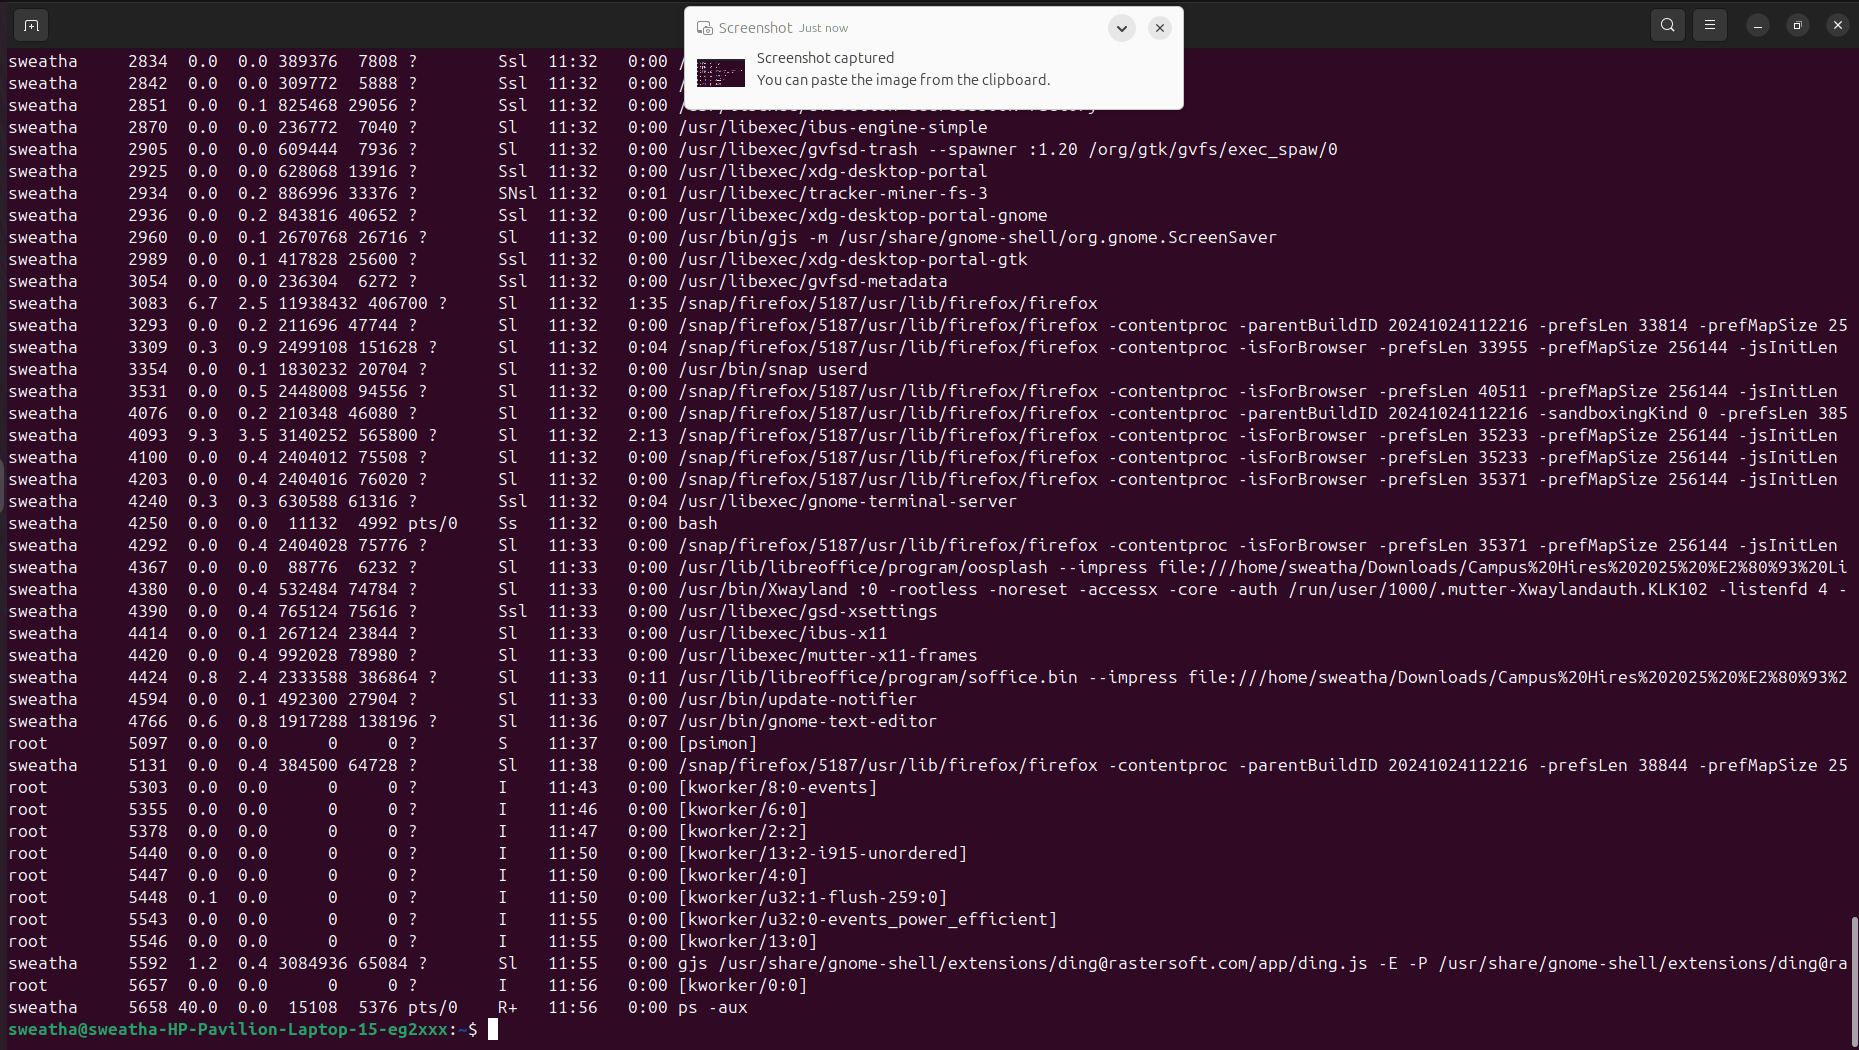 Screenshot Just now
Screenshot captured
You can paste the image from the clipboard.
sweatha     2834  0.0  0.0 389376  7808 ?        Ssl  11:32   0:00 /
sweatha     2842  0.0  0.0 309772  5888 ?        Ssl  11:32   0:00 /
sweatha     2851  0.0  0.1 825468 29056 ?        Ssl  11:32   0:00
sweatha     2870  0.0  0.0 236772  7040 ?        Sl   11:32   0:00 /usr/libexec/ibus-engine-simple
sweatha     2905  0.0  0.0 609444  7936 ?        Sl   11:32   0:00 /usr/libexec/gvfsd-trash --spawner :1.20 /org/gtk/gvfs/exec_spaw/0
sweatha     2925  0.0  0.0 628068 13916 ?        Ssl  11:32   0:00 /usr/libexec/xdg-desktop-portal
sweatha     2934  0.0  0.2 886996 33376 ?        SNsl 11:32   0:01 /usr/libexec/tracker-miner-fs-3
sweatha     2936  0.0  0.2 843816 40652 ?        Ssl  11:32   0:00 /usr/libexec/xdg-desktop-portal-gnome
sweatha     2960  0.0  0.1 2670768 26716 ?       Sl   11:32   0:00 /usr/bin/gjs -m /usr/share/gnome-shell/org.gnome.ScreenSaver
sweatha     2989  0.0  0.1 417828 25600 ?        Ssl  11:32   0:00 /usr/libexec/xdg-desktop-portal-gtk
sweatha     3054  0.0  0.0 236304  6272 ?        Ssl  11:32   0:00 /usr/libexec/gvfsd-metadata
sweatha     3083  6.7  2.5 11938432 406700 ?     Sl   11:32   1:35 /snap/firefox/5187/usr/lib/firefox/firefox
sweatha     3293  0.0  0.2 211696 47744 ?        Sl   11:32   0:00 /snap/firefox/5187/usr/lib/firefox/firefox -contentproc -parentBuildID 20241024112216 -prefsLen 33814 -prefMapSize 25
sweatha     3309  0.3  0.9 2499108 151628 ?      Sl   11:32   0:04 /snap/firefox/5187/usr/lib/firefox/firefox -contentproc -isForBrowser -prefsLen 33955 -prefMapSize 256144 -jsInitLen
sweatha     3354  0.0  0.1 1830232 20704 ?       Sl   11:32   0:00 /usr/bin/snap userd
sweatha     3531  0.0  0.5 2448008 94556 ?       Sl   11:32   0:00 /snap/firefox/5187/usr/lib/firefox/firefox -contentproc -isForBrowser -prefsLen 40511 -prefMapSize 256144 -jsInitLen
sweatha     4076  0.0  0.2 210348 46080 ?        Sl   11:32   0:00 /snap/firefox/5187/usr/lib/firefox/firefox -contentproc -parentBuildID 20241024112216 -sandboxingKind 0 -prefsLen 385
sweatha     4093  9.3  3.5 3140252 565800 ?      Sl   11:32   2:13 /snap/firefox/5187/usr/lib/firefox/firefox -contentproc -isForBrowser -prefsLen 35233 -prefMapSize 256144 -jsInitLen
sweatha     4100  0.0  0.4 2404012 75508 ?       Sl   11:32   0:00 /snap/firefox/5187/usr/lib/firefox/firefox -contentproc -isForBrowser -prefsLen 35233 -prefMapSize 256144 -jsInitLen
sweatha     4203  0.0  0.4 2404016 76020 ?       Sl   11:32   0:00 /snap/firefox/5187/usr/lib/firefox/firefox -contentproc -isForBrowser -prefsLen 35371 -prefMapSize 256144 -jsInitLen
sweatha     4240  0.3  0.3 630588 61316 ?        Ssl  11:32   0:04 /usr/libexec/gnome-terminal-server
sweatha     4250  0.0  0.0  11132  4992 pts/0    Ss   11:32   0:00 bash
sweatha     4292  0.0  0.4 2404028 75776 ?       Sl   11:33   0:00 /snap/firefox/5187/usr/lib/firefox/firefox -contentproc -isForBrowser -prefsLen 35371 -prefMapSize 256144 -jsInitLen
sweatha     4367  0.0  0.0  88776  6232 ?        Sl   11:33   0:00 /usr/lib/libreoffice/program/oosplash --impress file:///home/sweatha/Downloads/Campus%20Hires%202025%20%E2%80%93%20Li
sweatha     4380  0.0  0.4 532484 74784 ?        Sl   11:33   0:00 /usr/bin/Xwayland :0 -rootless -noreset -accessx -core -auth /run/user/1000/.mutter-Xwaylandauth.KLK102 -listenfd 4 -
sweatha     4390  0.0  0.4 765124 75616 ?        Ssl  11:33   0:00 /usr/libexec/gsd-xsettings
sweatha     4414  0.0  0.1 267124 23844 ?        Sl   11:33   0:00 /usr/libexec/ibus-x11
sweatha     4420  0.0  0.4 992028 78980 ?        Sl   11:33   0:00 /usr/libexec/mutter-x11-frames
sweatha     4424  0.8  2.4 2333588 386864 ?      Sl   11:33   0:11 /usr/lib/libreoffice/program/soffice.bin --impress file:///home/sweatha/Downloads/Campus%20Hires%202025%20%E2%80%93%2
sweatha     4594  0.0  0.1 492300 27904 ?        Sl   11:33   0:00 /usr/bin/update-notifier
sweatha     4766  0.6  0.8 1917288 138196 ?      Sl   11:36   0:07 /usr/bin/gnome-text-editor
root        5097  0.0  0.0      0     0 ?        S    11:37   0:00 [psimon]
sweatha     5131  0.0  0.4 384500 64728 ?        Sl   11:38   0:00 /snap/firefox/5187/usr/lib/firefox/firefox -contentproc -parentBuildID 20241024112216 -prefsLen 38844 -prefMapSize 25
root        5303  0.0  0.0      0     0 ?        I    11:43   0:00 [kworker/8:0-events]
root        5355  0.0  0.0      0     0 ?        I    11:46   0:00 [kworker/6:0]
root        5378  0.0  0.0      0     0 ?        I    11:47   0:00 [kworker/2:2]
root        5440  0.0  0.0      0     0 ?        I    11:50   0:00 [kworker/13:2-i915-unordered]
root        5447  0.0  0.0      0     0 ?        I    11:50   0:00 [kworker/4:0]
root        5448  0.1  0.0      0     0 ?        I    11:50   0:00 [kworker/u32:1-flush-259:0]
root        5543  0.0  0.0      0     0 ?        I    11:55   0:00 [kworker/u32:0-events_power_efficient]
root        5546  0.0  0.0      0     0 ?        I    11:55   0:00 [kworker/13:0]
sweatha     5592  1.2  0.4 3084936 65084 ?       Sl   11:55   0:00 gjs /usr/share/gnome-shell/extensions/ding@rastersoft.com/app/ding.js -E -P /usr/share/gnome-shell/extensions/ding@ra
root        5657  0.0  0.0      0     0 ?        I    11:56   0:00 [kworker/0:0]
sweatha     5658 40.0  0.0  15108  5376 pts/0    R+   11:56   0:00 ps -aux
sweatha@sweatha-HP-Pavilion-Laptop-15-eg2xxx:~$